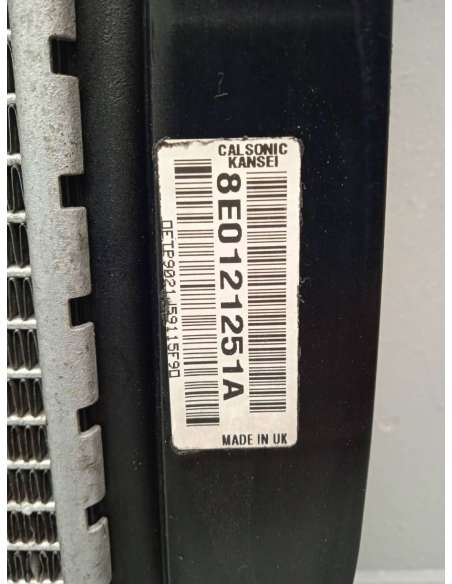 CALSONIC
KANSEI
8E0121251A
MADE IN UK